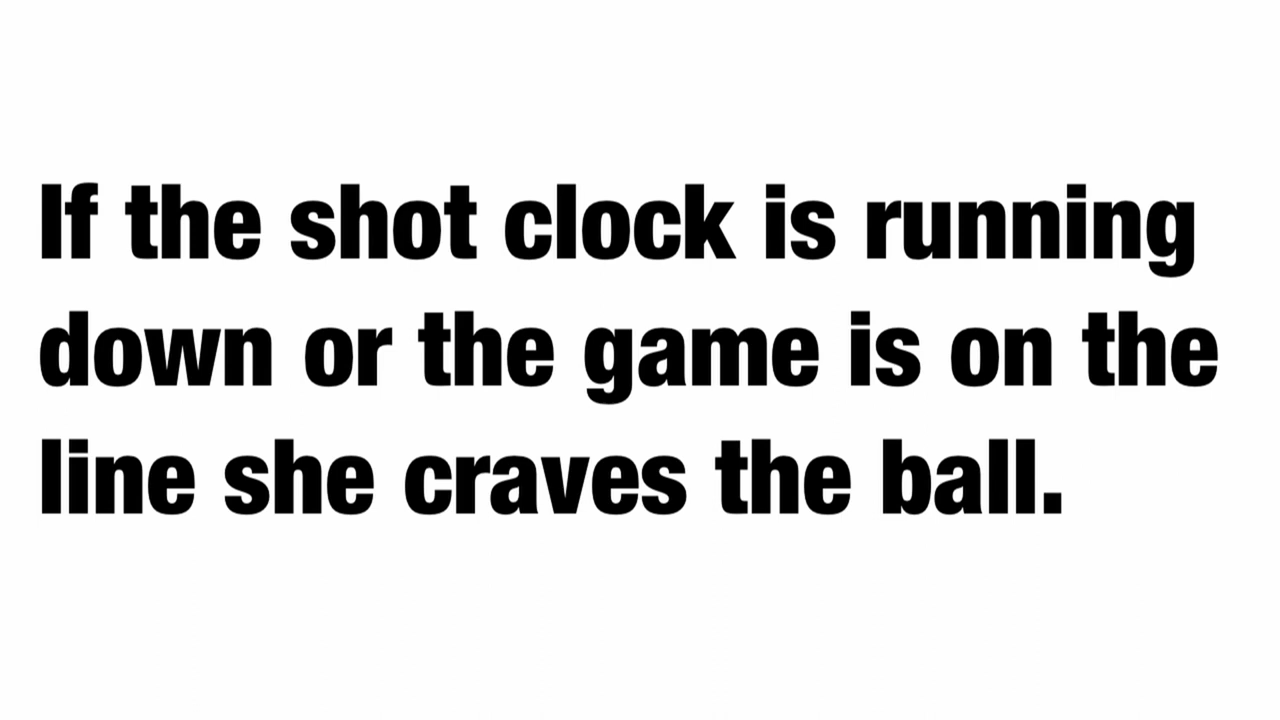 If the shot clock is running
down or the game is on the
line she craves the ball.